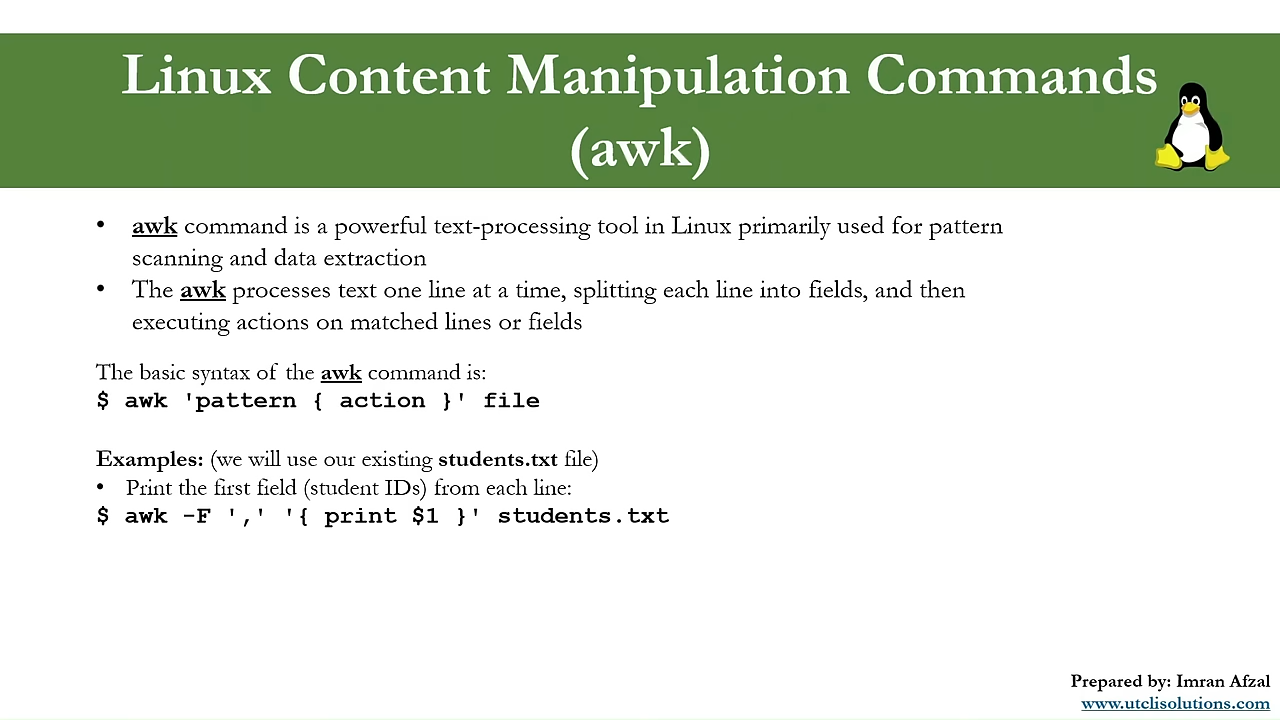 Linux Content Manipulation Commands
(awk)
• awk command is a powerful text-processing tool in Linux primarily used for pattern
scanning and data extraction
• The awk processes text one line at a time, splitting each line into fields, and then
executing actions on matched lines or fields
The basic syntax of the awk command is:
$ awk 'pattern { action }' file
Examples: (we will use our existing students.txt file)
• Print the first field (student IDs) from each line:
$ awk -F ',' '{ print $1 }' students.txt
Prepared by: Imran Afzal
www.utclisolutions.com